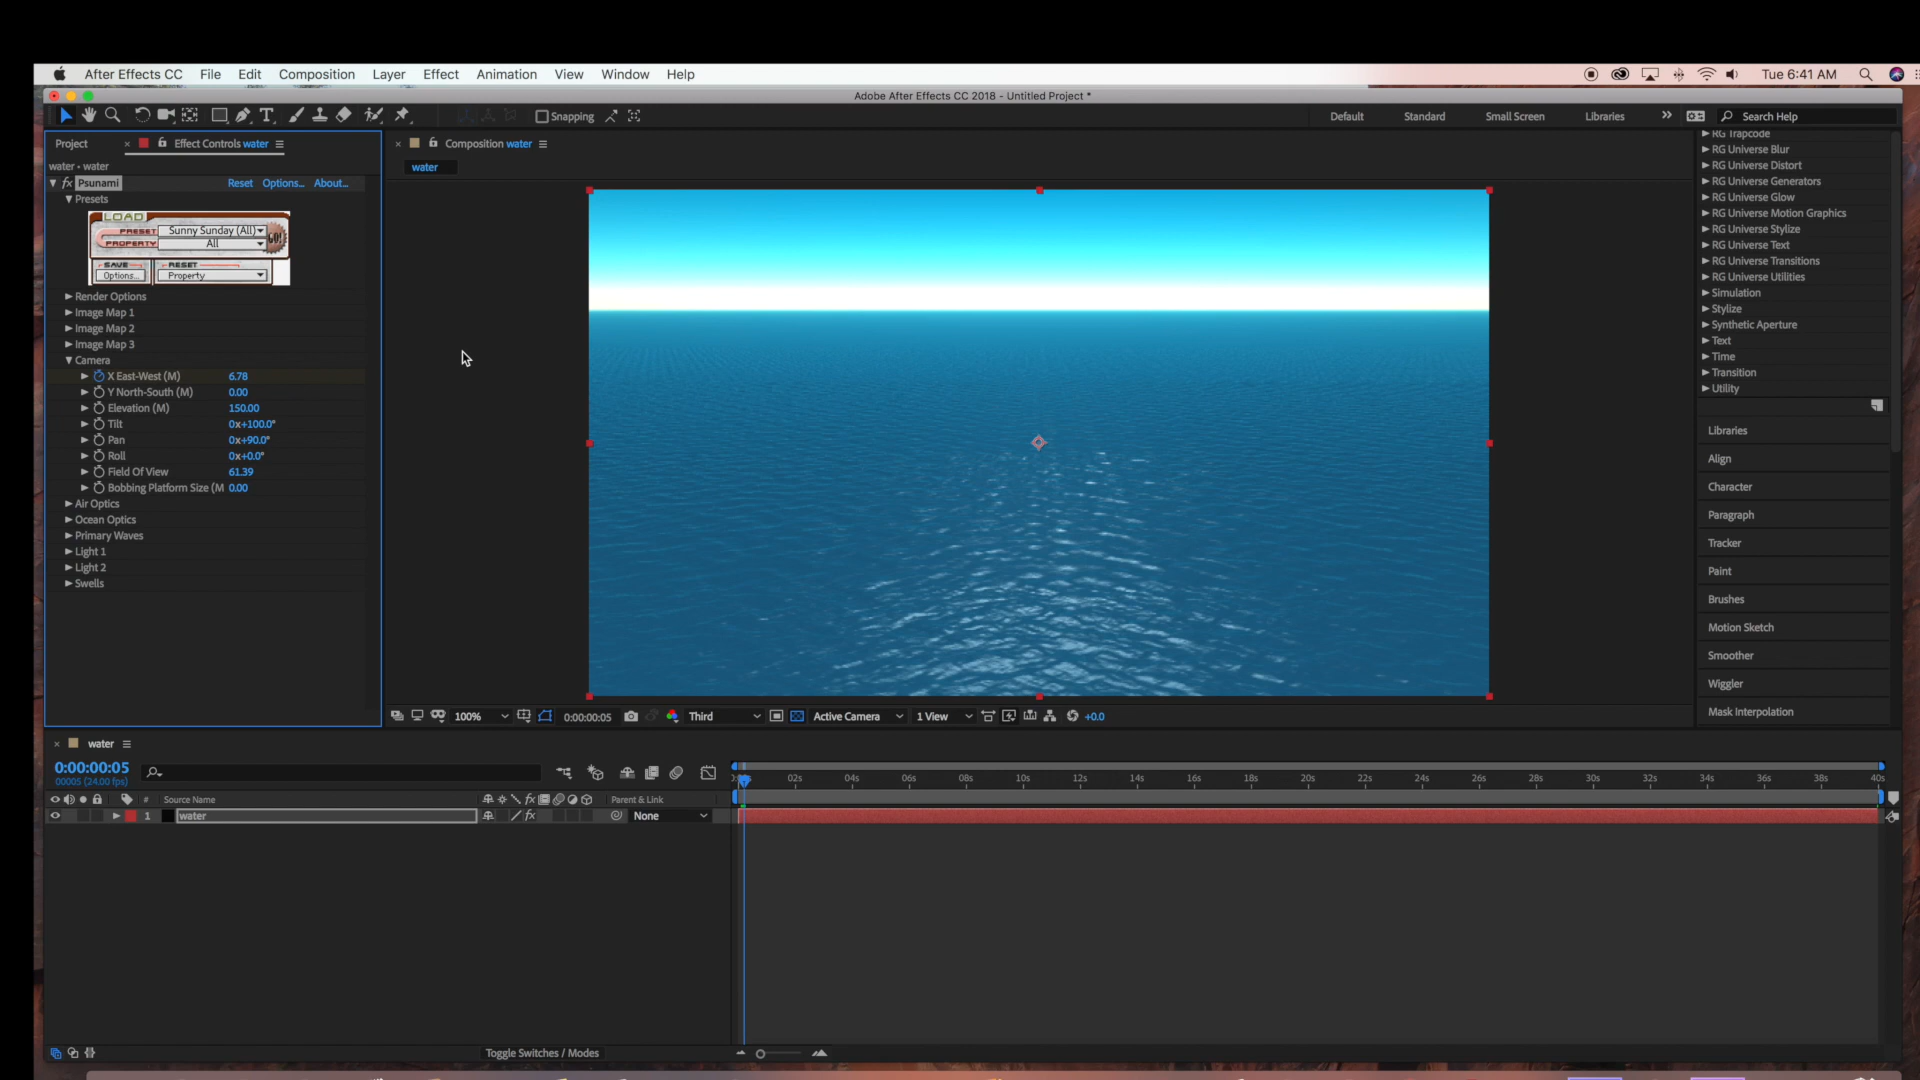 After Effects CC File Edit Composition Layer Effect Animation View Window Help Tue 6:41 AM
Adobe After Effects CC 2018 - Untitled Project *
Snapping Default Standard Small Screen Libraries Search Help
Project Effect Controls water
water • water
fx Psunami Reset Options... About...
Presets
LOAD
PRESET Sunny Sunday (All)
PROPERTY All
GO!
SAVE RESET
Options... Property
Render Options
Image Map 1
Image Map 2
Image Map 3
Camera
X East-West (M) 6.78
Y North-South (M) 0.00
Elevation (M) 150.00
Tilt 0x+100.0°
Pan 0x+90.0°
Roll 0x+0.0°
Field Of View 61.39
Bobbing Platform Size (M 0.00
Air Optics
Ocean Optics
Primary Waves
Light 1
Light 2
Swells
Composition water
water
100% 0:00:00:05 Third Active Camera 1 View +0.0
RG Trapcode
RG Universe Blur
RG Universe Distort
RG Universe Generators
RG Universe Glow
RG Universe Motion Graphics
RG Universe Stylize
RG Universe Text
RG Universe Transitions
RG Universe Utilities
Simulation
Stylize
Synthetic Aperture
Text
Time
Transition
Utility
Libraries
Align
Character
Paragraph
Tracker
Paint
Brushes
Motion Sketch
Smoother
Wiggler
Mask Interpolation
water
0:00:00:05
00005 (24.00 fps)
02s 04s 06s 08s 10s 12s 14s 16s 18s 20s 22s 24s 26s 28s 30s 32s 34s 36s 38s 40s
# Source Name fx Parent & Link
1 water fx None
Toggle Switches / Modes